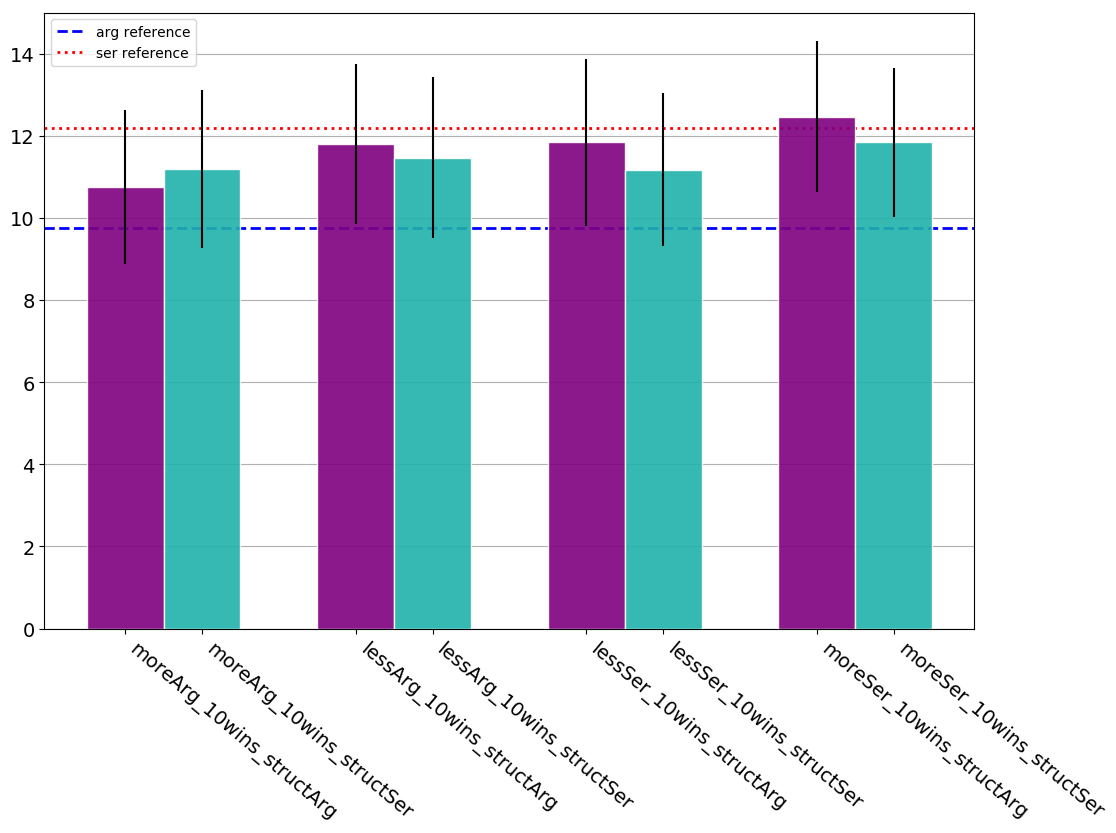 arg reference
ser reference
14
12
10
8
6
4
2
0
moreArg_10wins_structArg
moreArg_10wins_structSer
lessArg_10wins_structArg
lessArg_10wins_structSer
lessSer_10wins_structArg
lessSer_10wins_structSer
moreSer_10wins_structArg
moreSer_10wins_structSer